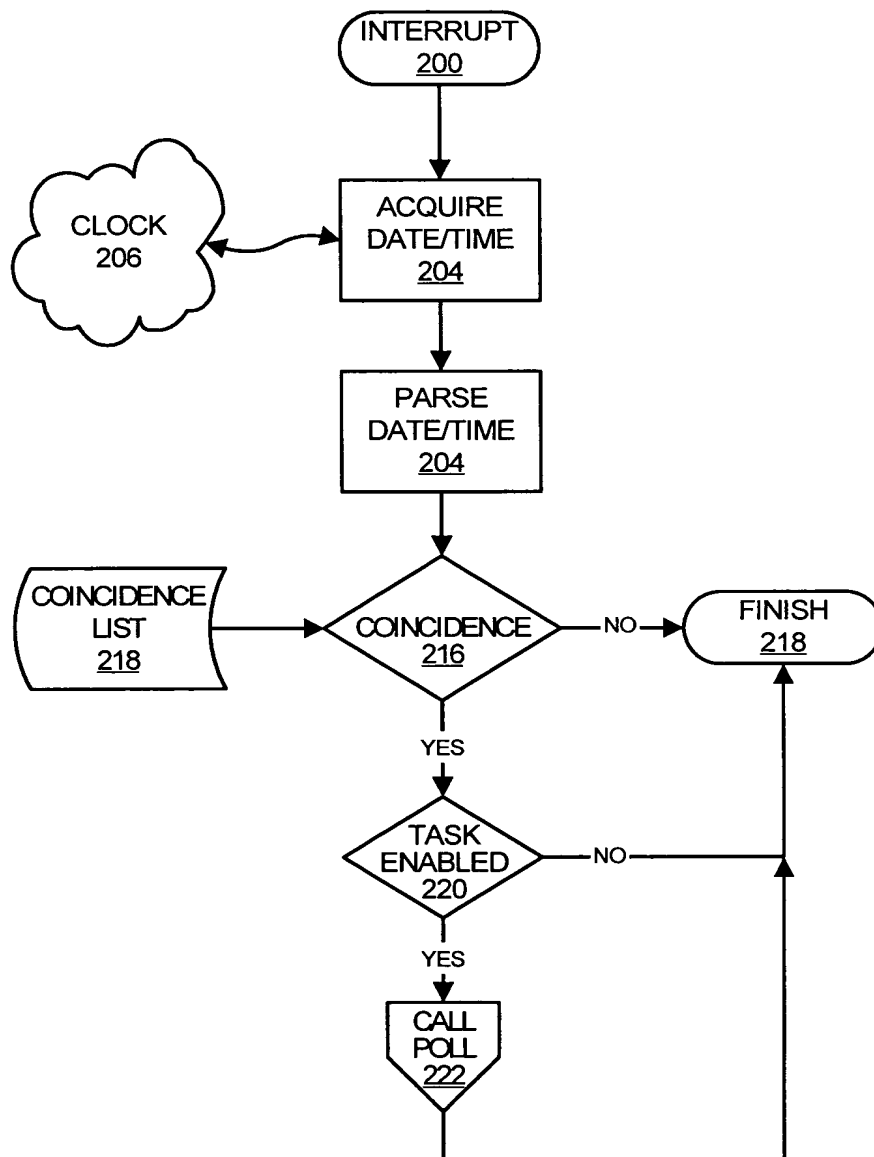 INTERRUPT
200
CLOCK
206
ACQUIRE
DATE/TIME
204
PARSE
DATE/TIME
204
COINCIDENCE
LIST
218
COINCIDENCE
216
NO
FINISH
218
YES
TASK
ENABLED
220
NO
YES
CALL
POLL
222